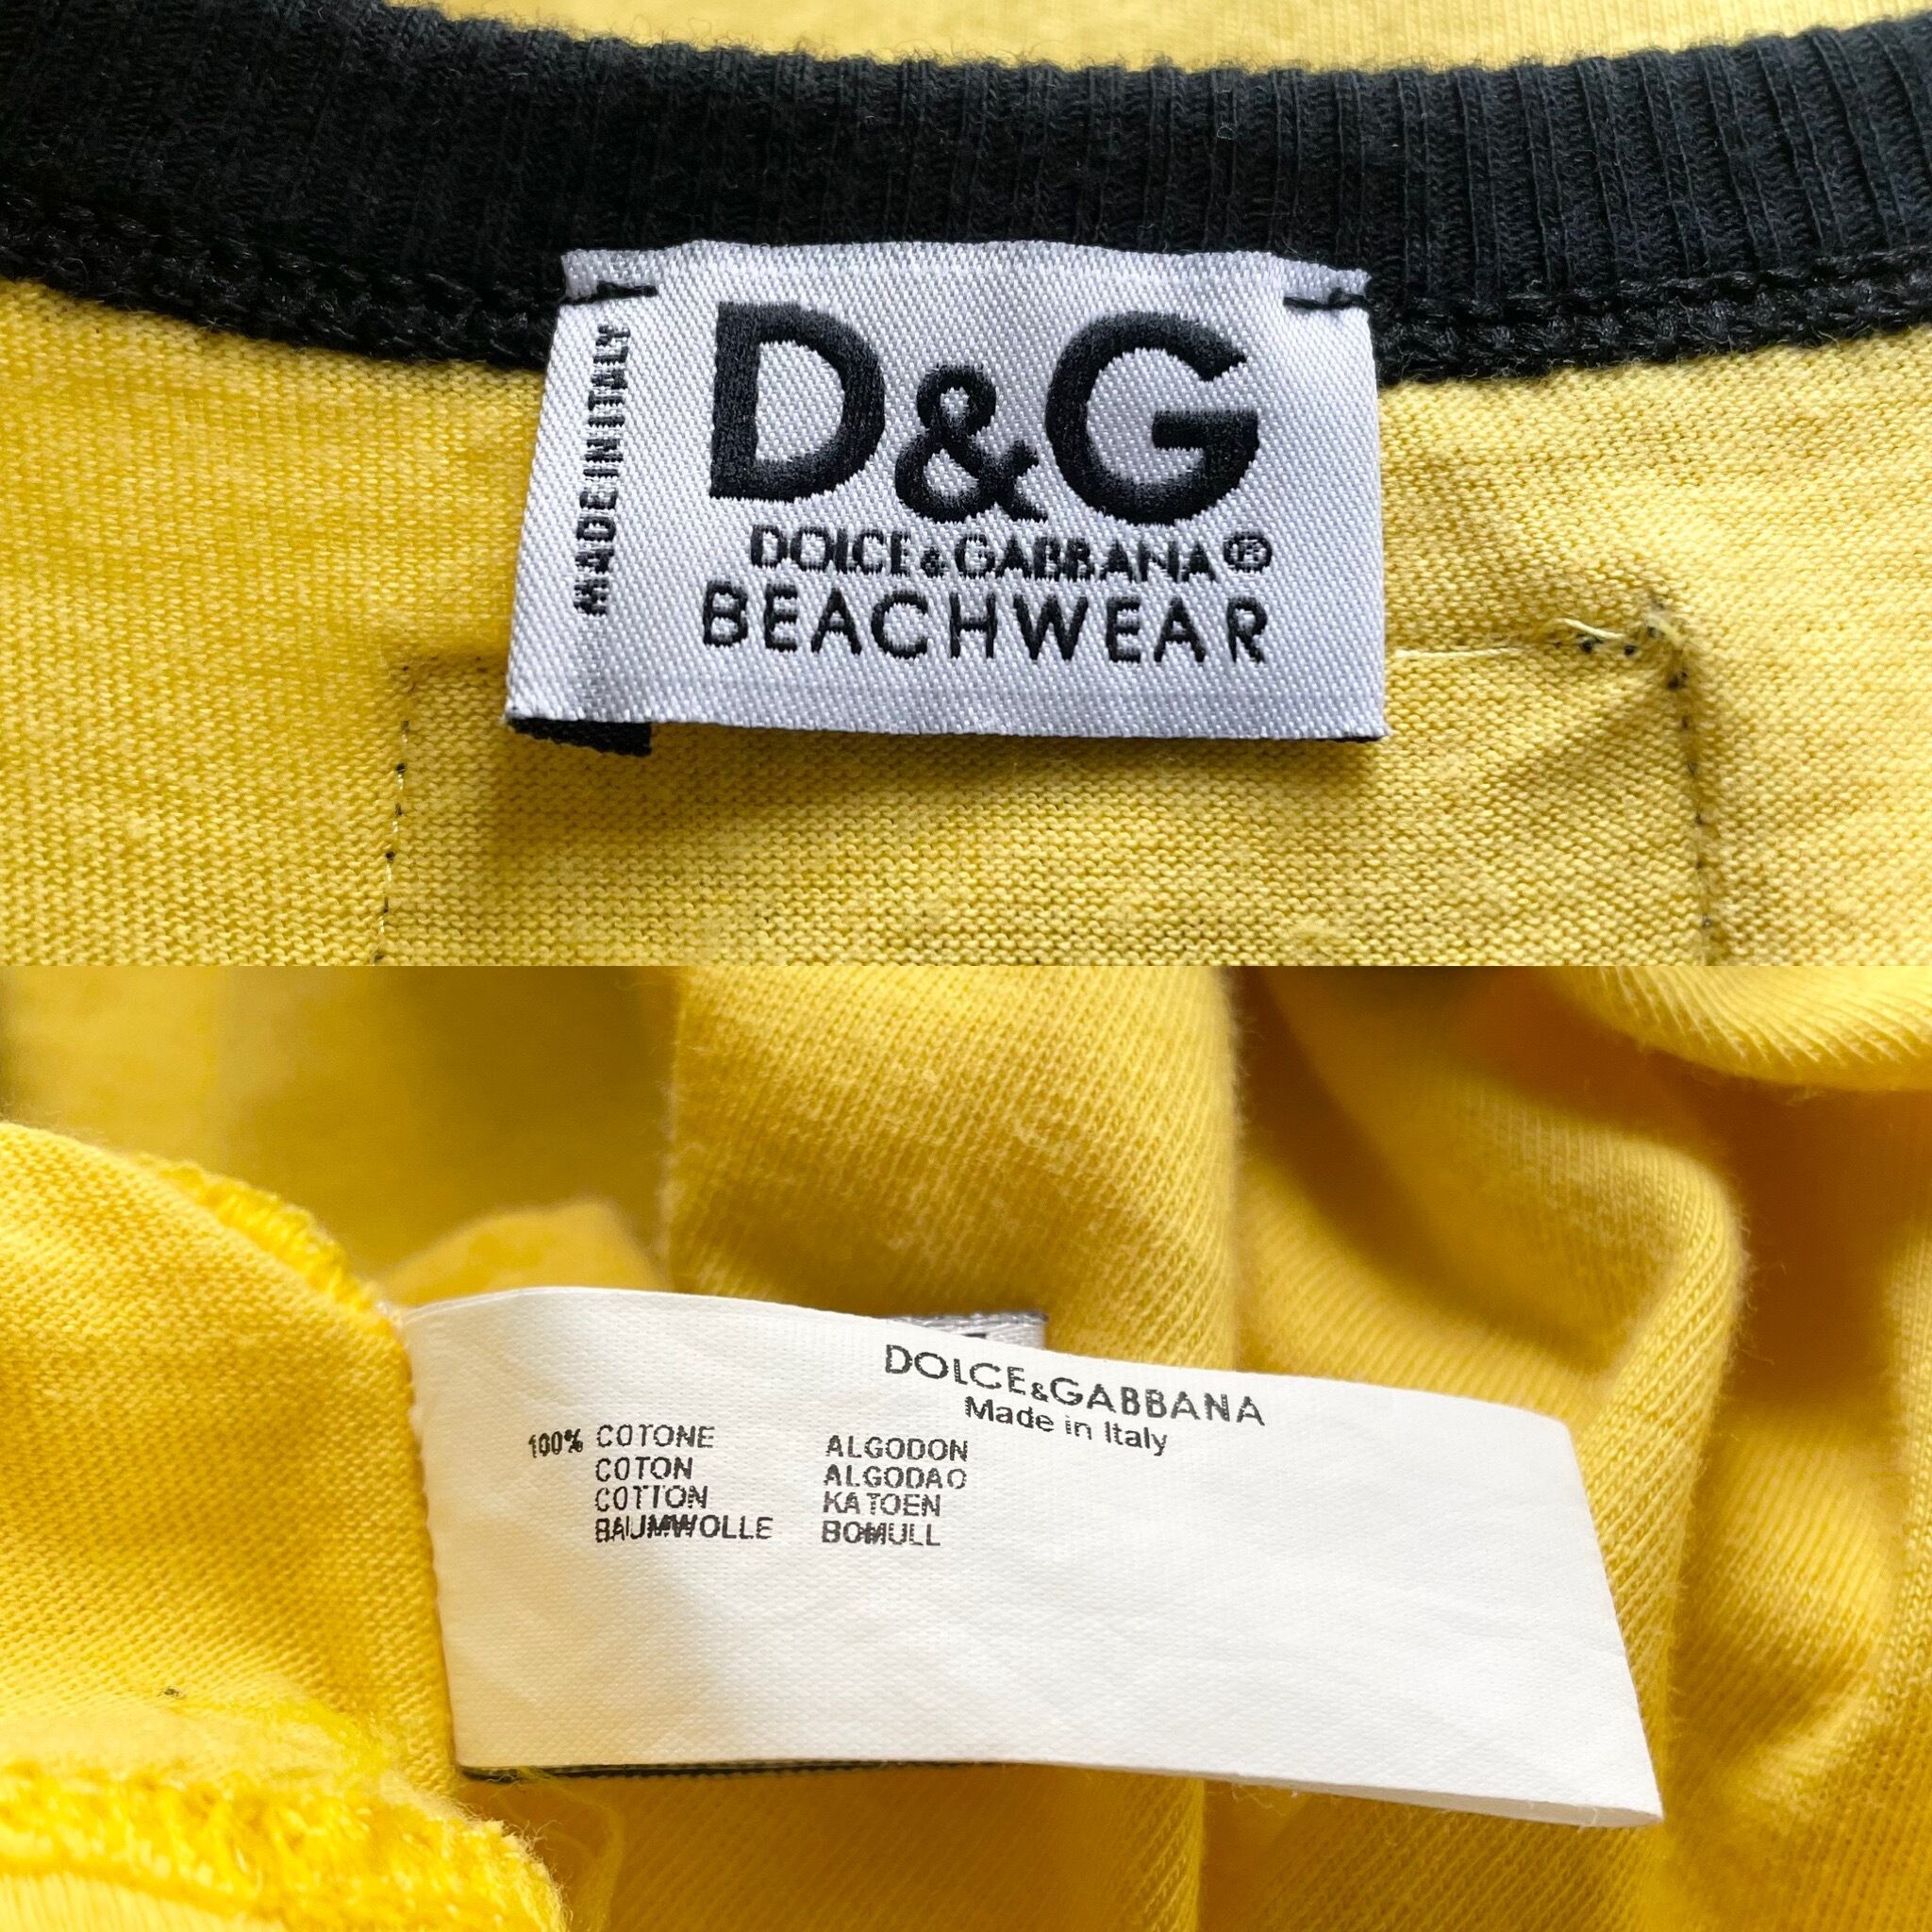 MADE IN ITALY
D&G
DOLCE & GABBANA®
BEACHWEAR
DOLCE&GABBANA
Made in Italy
100% COTONE ALGODON
COTON ALGODAO
COTTON KATOEN
BAUMWOLLE BOMULL